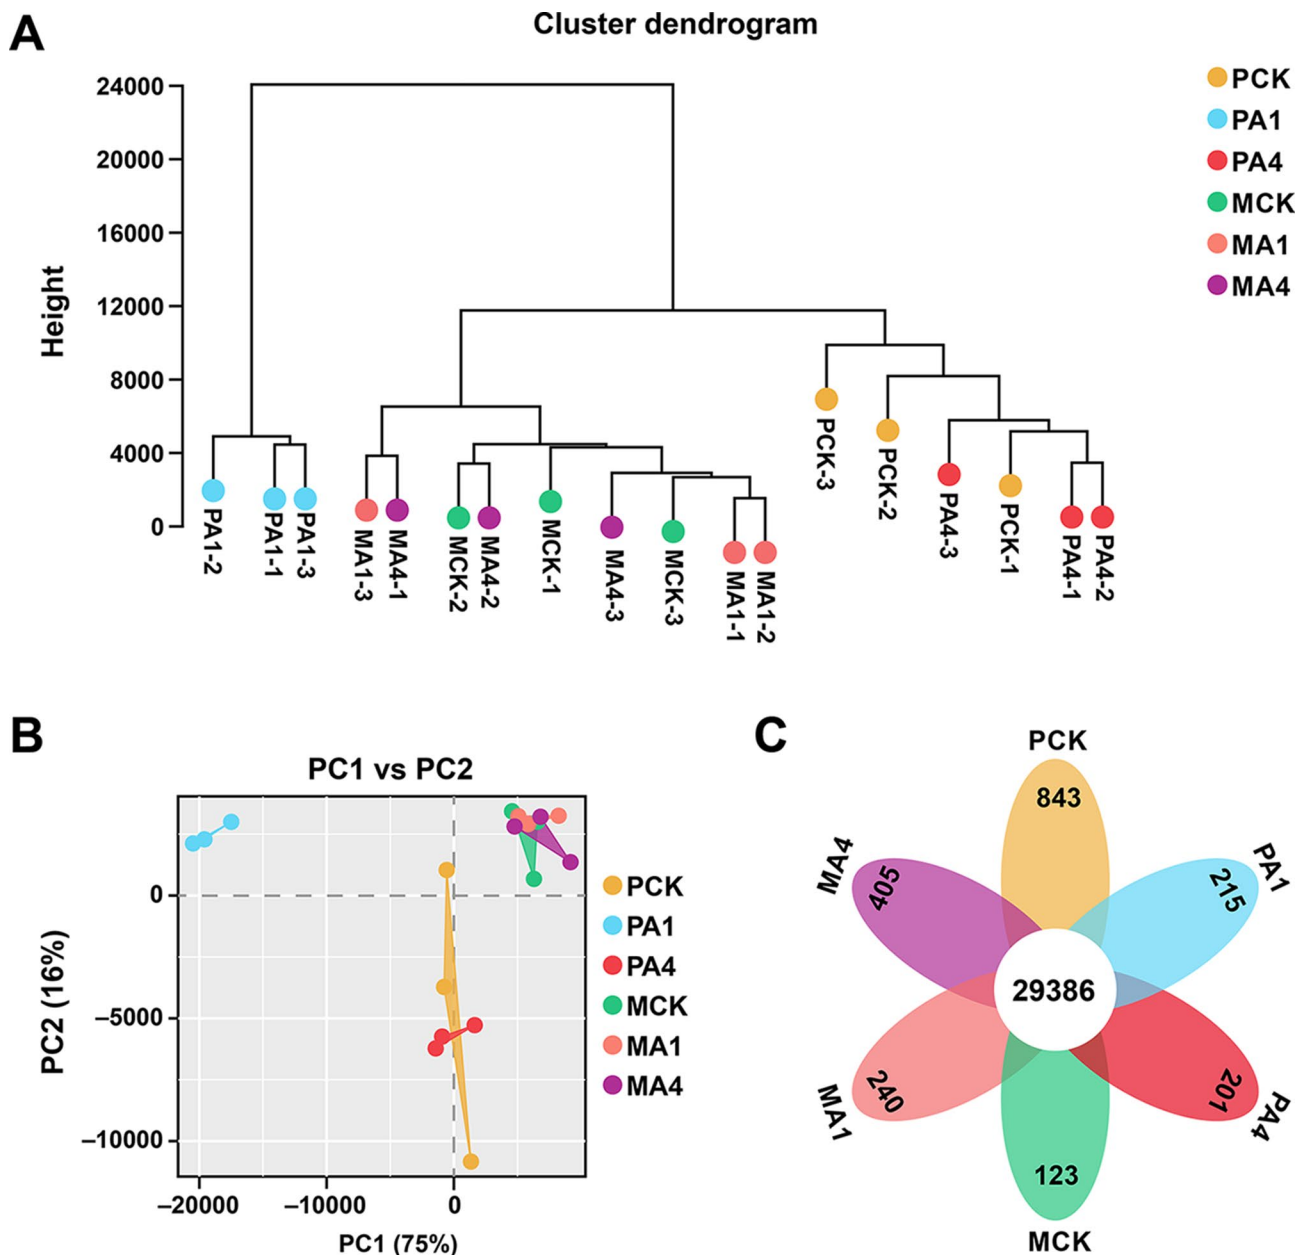 A
Cluster dendrogram
Height
24000
20000
16000
12000
8000
4000
0
PA1-2
PA1-1
PA1-3
MA1-3
MA4-1
MCK-2
MA4-2
MCK-1
MA4-3
MCK-3
MA1-1
MA1-2
PCK-3
PCK-2
PA4-3
PCK-1
PA4-1
PA4-2
PCK
PA1
PA4
MCK
MA1
MA4
B
PC1 vs PC2
PC2 (16%)
0
–5000
–10000
–20000
–10000
0
PC1 (75%)
PCK
PA1
PA4
MCK
MA1
MA4
C
PCK
843
MA4
405
PA1
215
29386
MA1
240
PA4
201
123
MCK